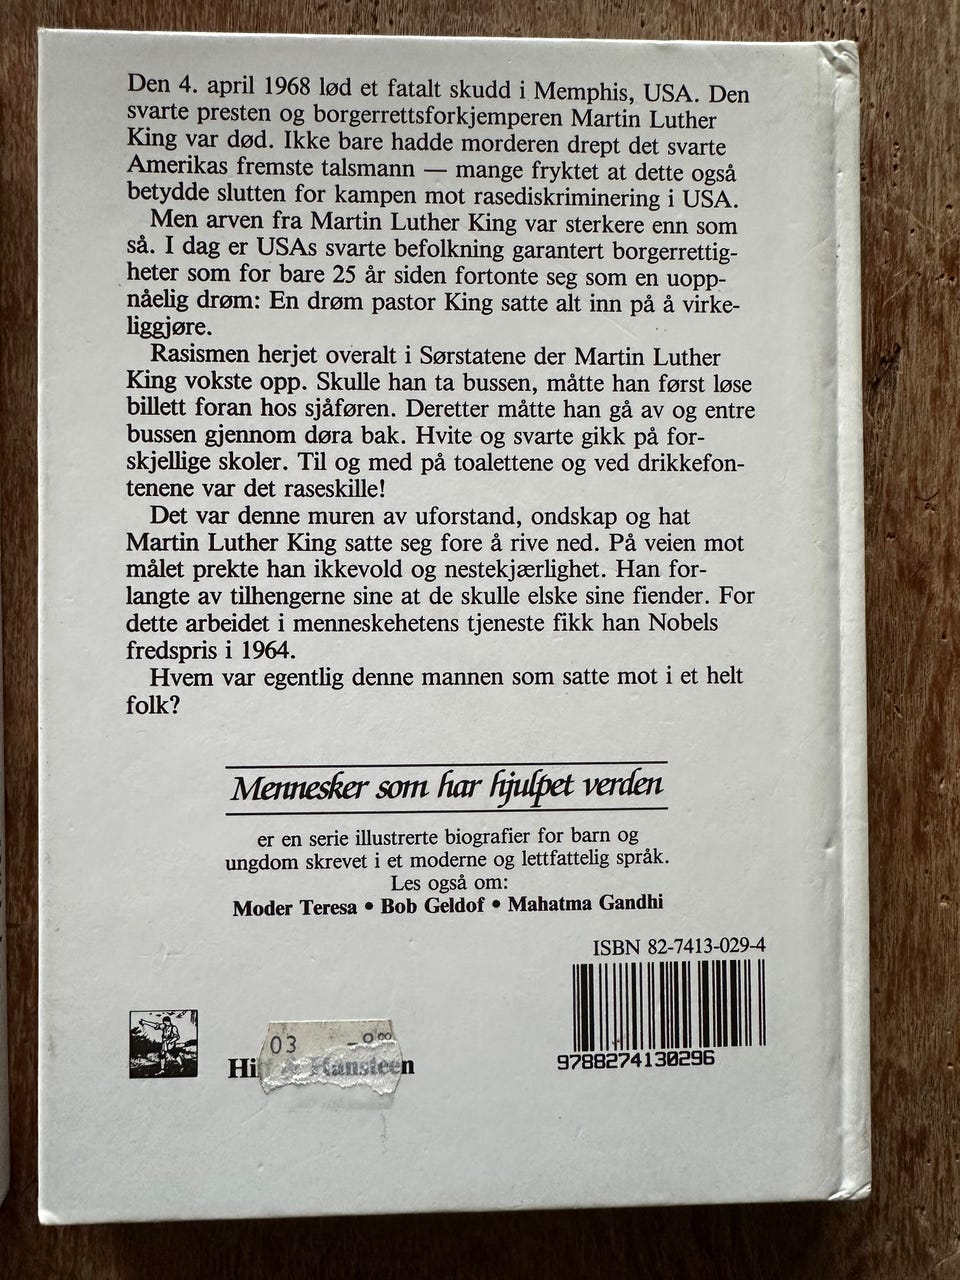 Den 4. april 1968 lød et fatalt skudd i Memphis, USA. Den
svarte presten og borgerrettsforkjemperen Martin Luther
King var død. Ikke bare hadde morderen drept det svarte
Amerikas fremste talsmann — mange fryktet at dette også
betydde slutten for kampen mot rasediskriminering i USA.
Men arven fra Martin Luther King var sterkere enn som
så. I dag er USAs svarte befolkning garantert borgerrettig-
heter som for bare 25 år siden fortonte seg som en uopp-
nåelig drøm: En drøm pastor King satte alt inn på å virke-
liggjøre.
Rasismen herjet overalt i Sørstatene der Martin Luther
King vokste opp. Skulle han ta bussen, måtte han først løse
billett foran hos sjåføren. Deretter måtte han gå av og entre
bussen gjennom døra bak. Hvite og svarte gikk på for-
skjellige skoler. Til og med på toalettene og ved drikkefon-
tenene var det raseskille!
Det var denne muren av uforstand, ondskap og hat
Martin Luther King satte seg fore å rive ned. På veien mot
målet prekte han ikkevold og nestekjærlighet. Han for-
langte av tilhengerne sine at de skulle elske sine fiender. For
dette arbeidet i menneskehetens tjeneste fikk han Nobels
fredspris i 1964.
Hvem var egentlig denne mannen som satte mot i et helt
folk?
Mennesker som har hjulpet verden
er en serie illustrerte biografier for barn og
ungdom skrevet i et moderne og lettfattelig språk.
Les også om:
Moder Teresa • Bob Geldof • Mahatma Gandhi
ISBN 82-7413-029-4
9788274130296
03
Hansteen